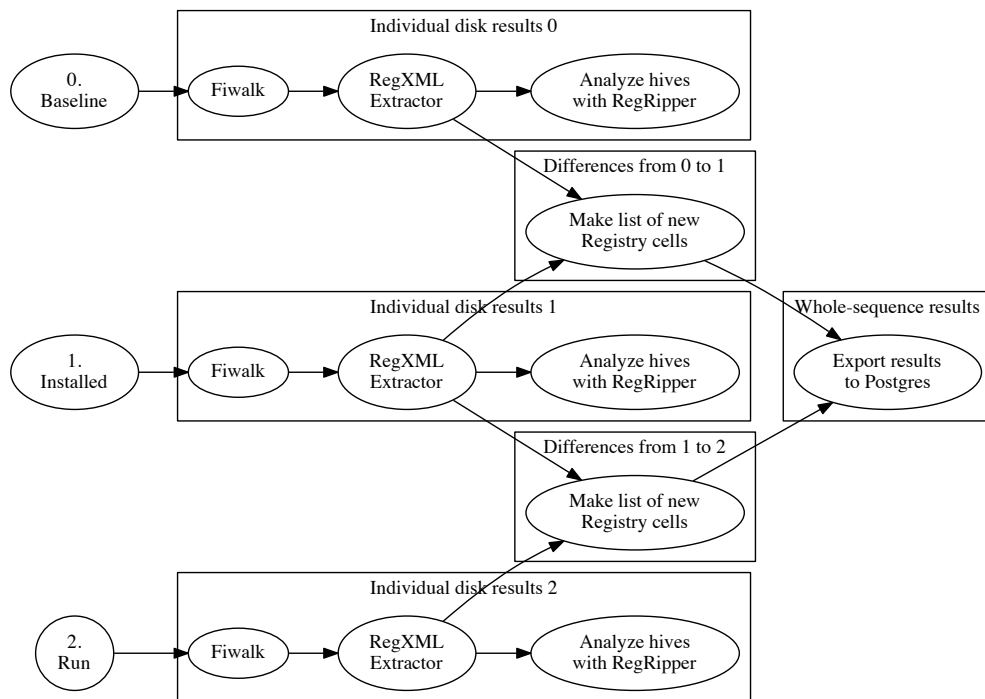 Individual disk results 0
0.
Baseline
Fiwalk
RegXML
Extractor
Analyze hives
with RegRipper
Differences from 0 to 1
Make list of new
Registry cells
Individual disk results 1
1.
Installed
Fiwalk
RegXML
Extractor
Analyze hives
with RegRipper
Whole-sequence results
Export results
to Postgres
Differences from 1 to 2
Make list of new
Registry cells
Individual disk results 2
2.
Run
Fiwalk
RegXML
Extractor
Analyze hives
with RegRipper